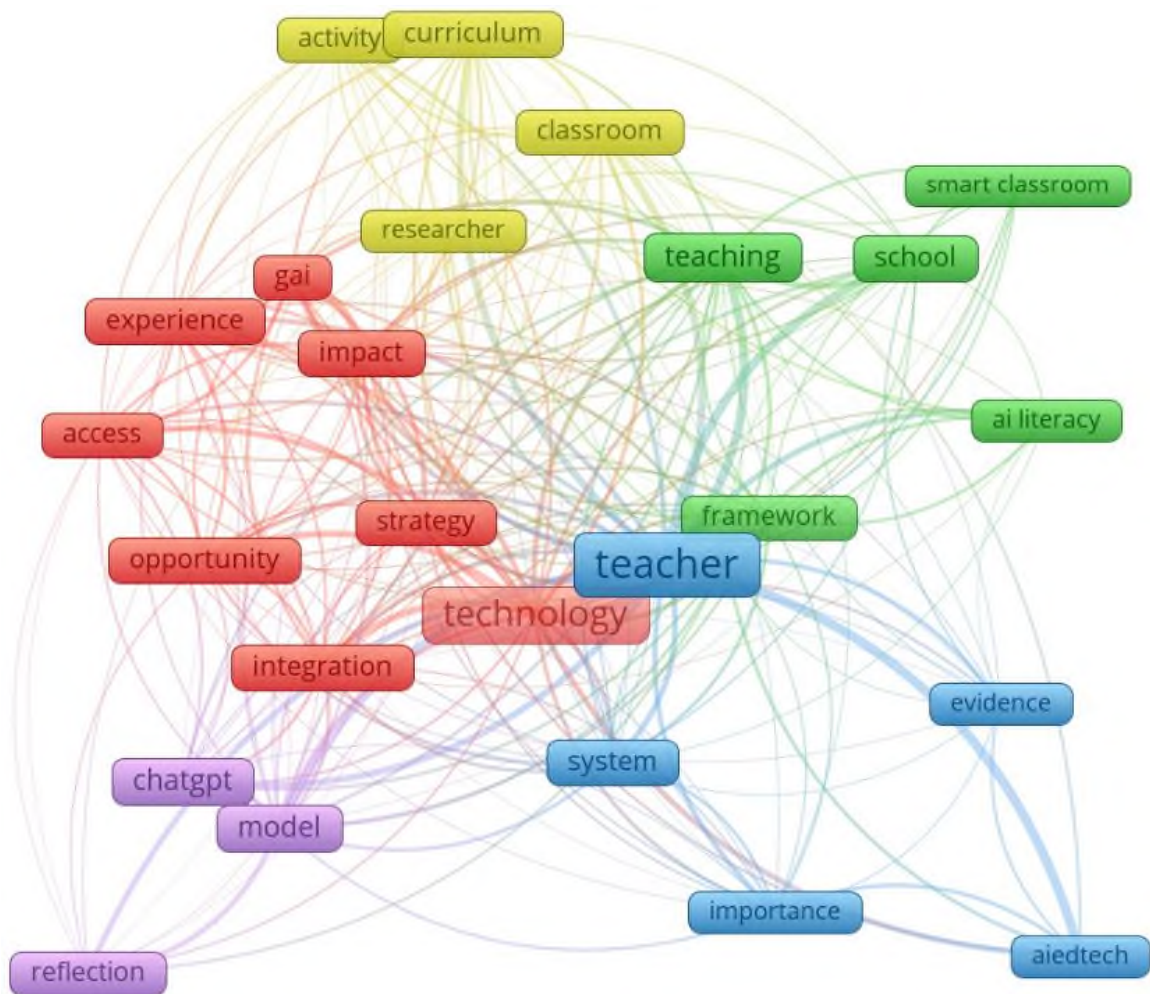 activity
curriculum
classroom
smart classroom
researcher
teaching
school
gai
experience
impact
access
ai literacy
strategy
framework
opportunity
teacher
technology
integration
evidence
system
chatgpt
model
importance
aiedtech
reflection